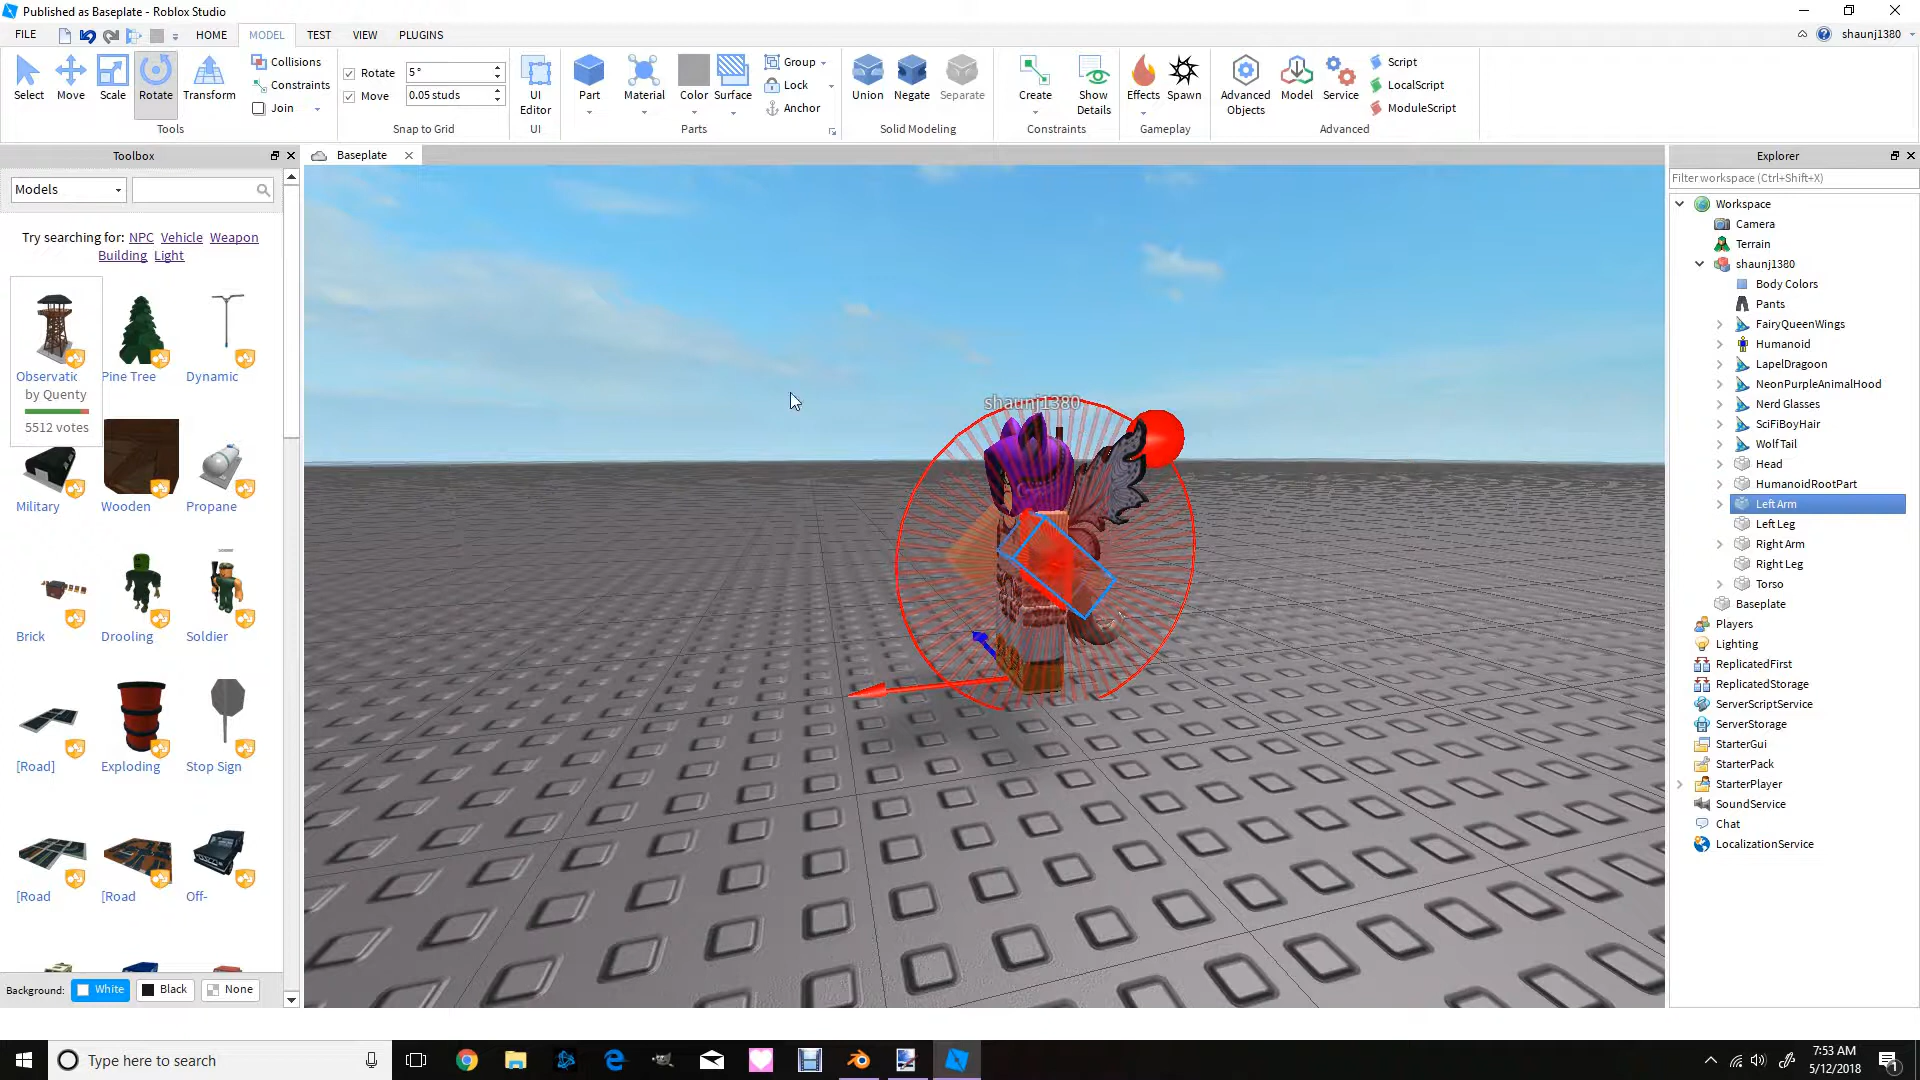 Published as Baseplate - Roblox Studio
FILE HOME MODEL TEST VIEW PLUGINS shaunj1380
Select Move Scale Rotate Transform
Collisions
Constraints
Join
Tools
Rotate 5°
Move 0.05 studs
Snap to Grid
UI Editor
UI
Part Material Color Surface
Group
Lock
Anchor
Parts
Union Negate Separate
Solid Modeling
Create Show Details
Constraints
Effects Spawn
Gameplay
Advanced Objects Model Service
Script
LocalScript
ModuleScript
Advanced
Toolbox
Models
Try searching for: NPC Vehicle Weapon
Building Light
Observatic Pine Tree Dynamic
by Quenty
5512 votes
Military Wooden Propane
Brick Drooling Soldier
[Road] Exploding Stop Sign
[Road [Road Off-
Background: White Black None
Baseplate
shaunj1380
Explorer
Filter workspace (Ctrl+Shift+X)
Workspace
Camera
Terrain
shaunj1380
Body Colors
Pants
FairyQueenWings
Humanoid
LapelDragoon
NeonPurpleAnimalHood
Nerd Glasses
SciFiBoyHair
WolfTail
Head
HumanoidRootPart
Left Arm
Left Leg
Right Arm
Right Leg
Torso
Baseplate
Players
Lighting
ReplicatedFirst
ReplicatedStorage
ServerScriptService
ServerStorage
StarterGui
StarterPack
StarterPlayer
SoundService
Chat
LocalizationService
Type here to search
7:53 AM
5/12/2018
1